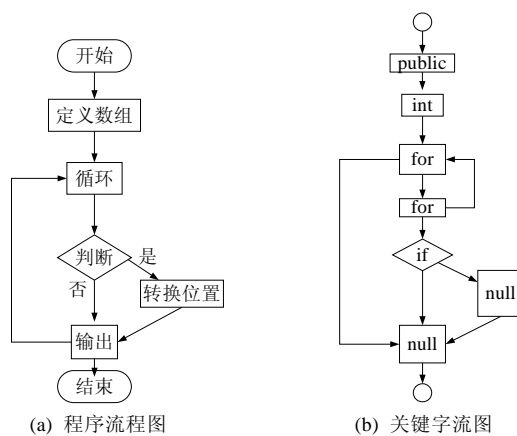 开始
定义数组
循环
判断
是
否
转换位置
输出
结束
(a) 程序流程图
public
int
for
for
if
null
null
(b) 关键字流图